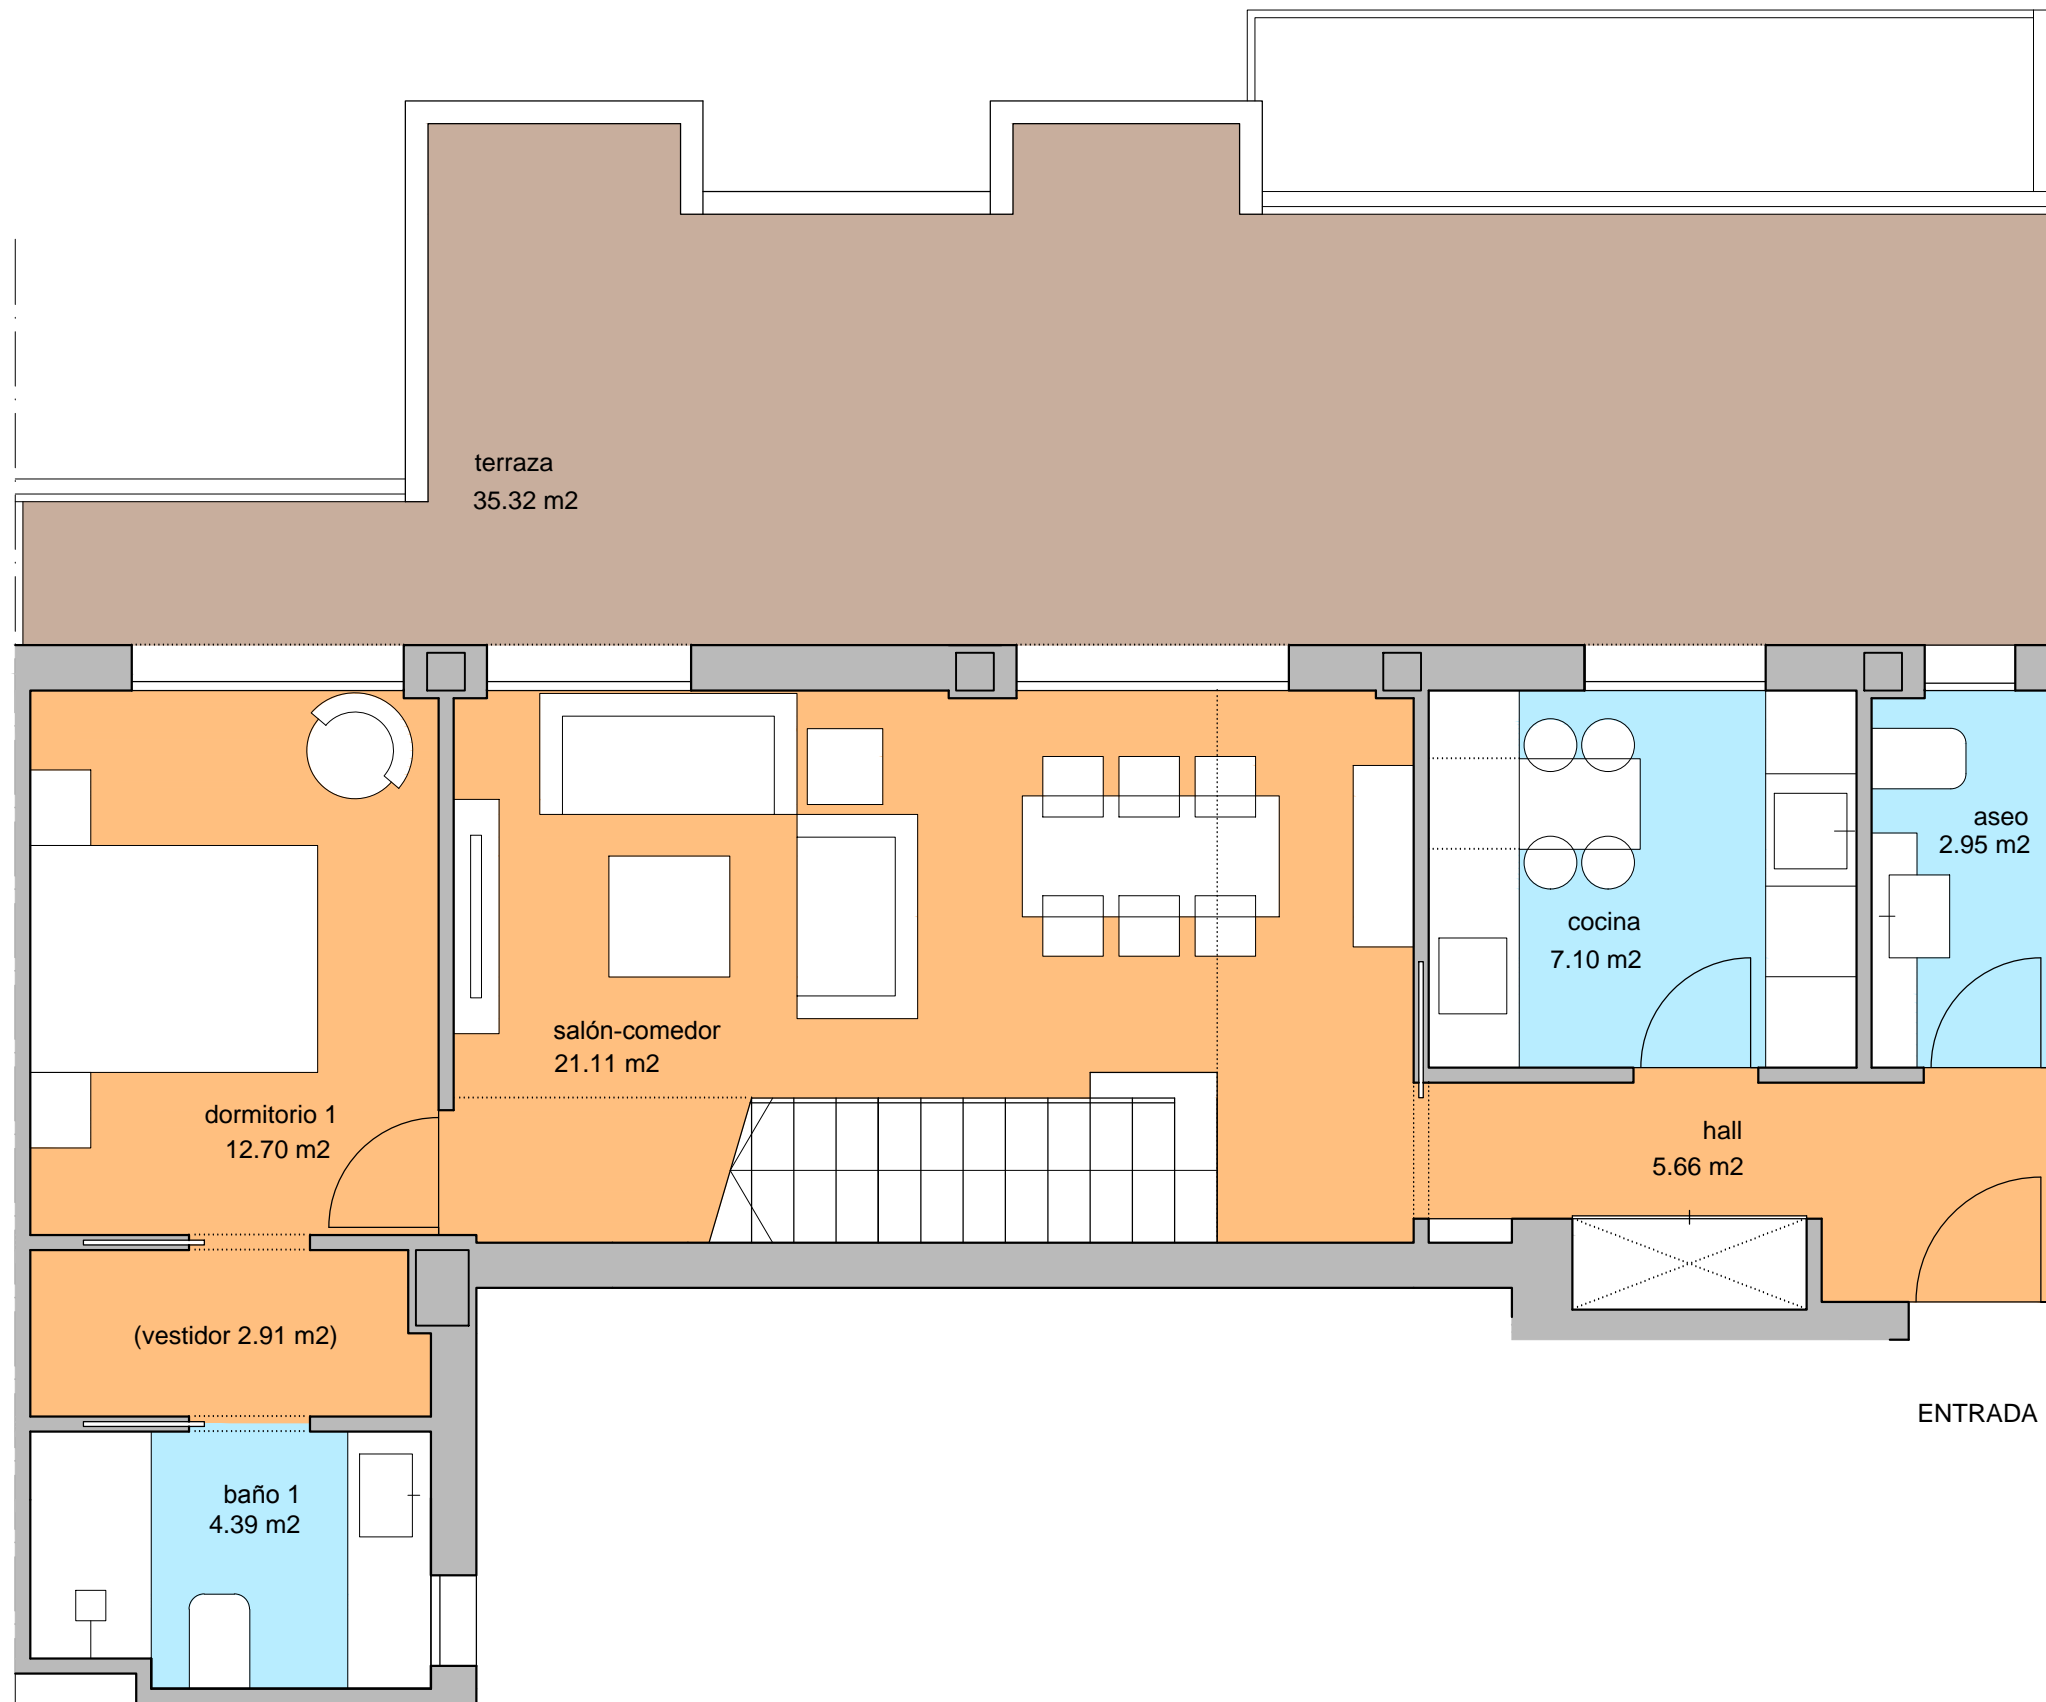 terraza
35.32 m2
aseo
2.95 m2
cocina
7.10 m2
salón-comedor
21.11 m2
dormitorio 1
12.70 m2
hall
5.66 m2
(vestidor 2.91 m2)
ENTRADA
baño 1
4.39 m2